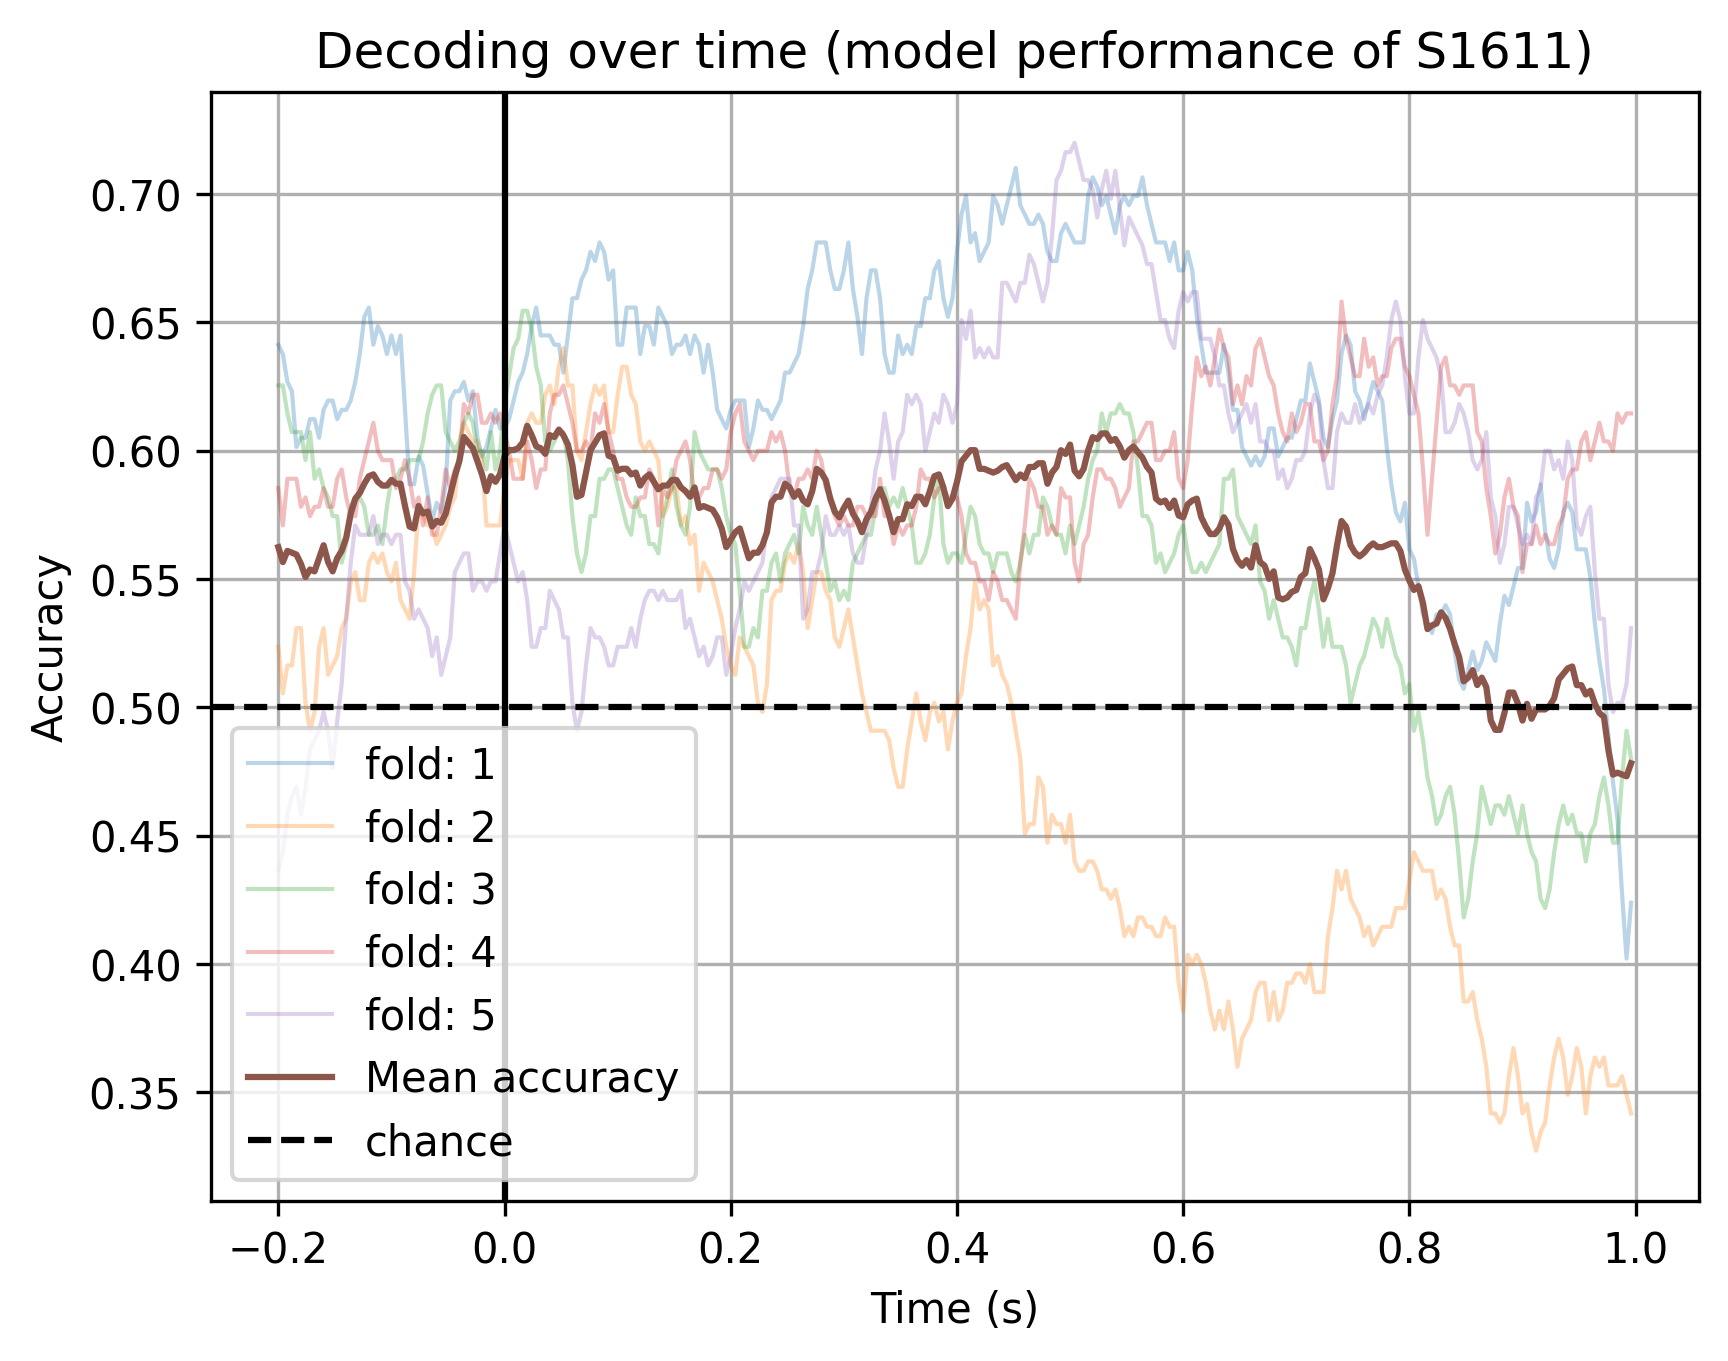 Decoding over time (model performance of S1611)
Accuracy
0.70
0.65
0.60
0.55
0.50
0.45
0.40
0.35
fold: 1
fold: 2
fold: 3
fold: 4
fold: 5
Mean accuracy
chance
−0.2 0.0 0.2 0.4 0.6 0.8 1.0
Time (s)